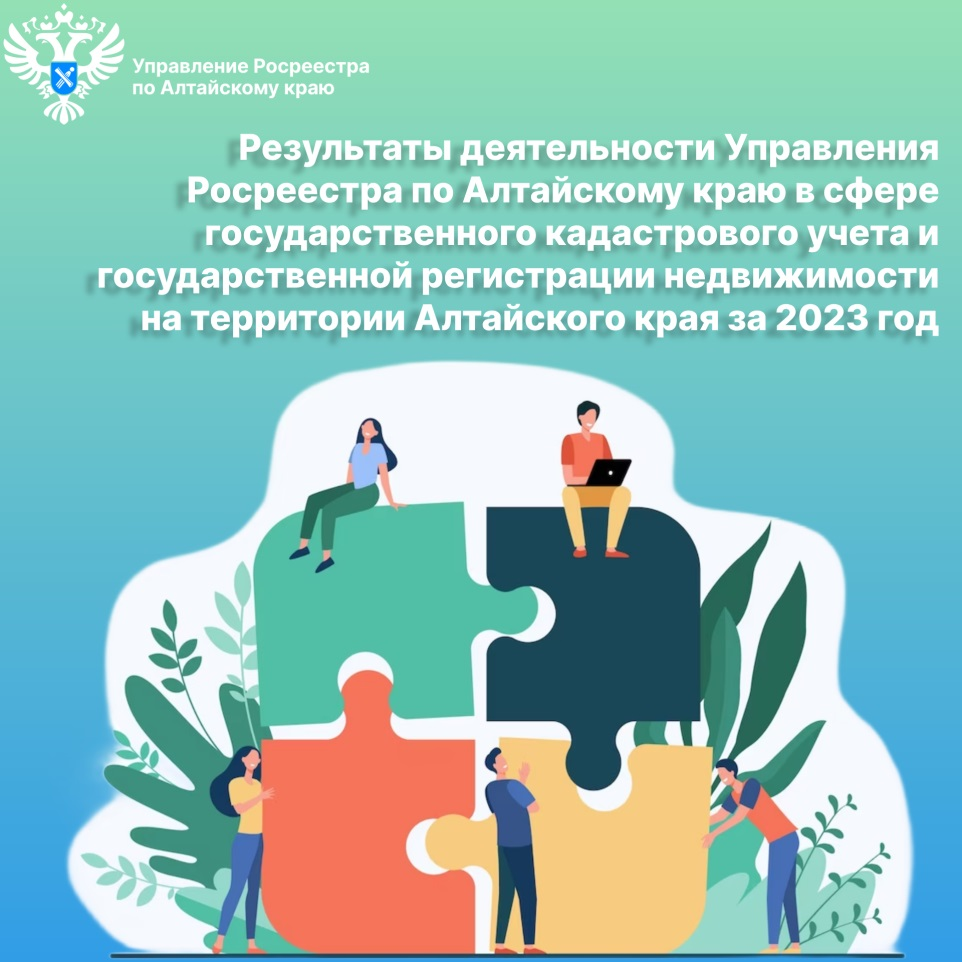 Управление Росреестра
по Алтайскому краю
Результаты деятельности Управления
Росреестра по Алтайскому краю в сфере
государственного кадастрового учета и
государственной регистрации недвижимости
на территории Алтайского края за 2023 год